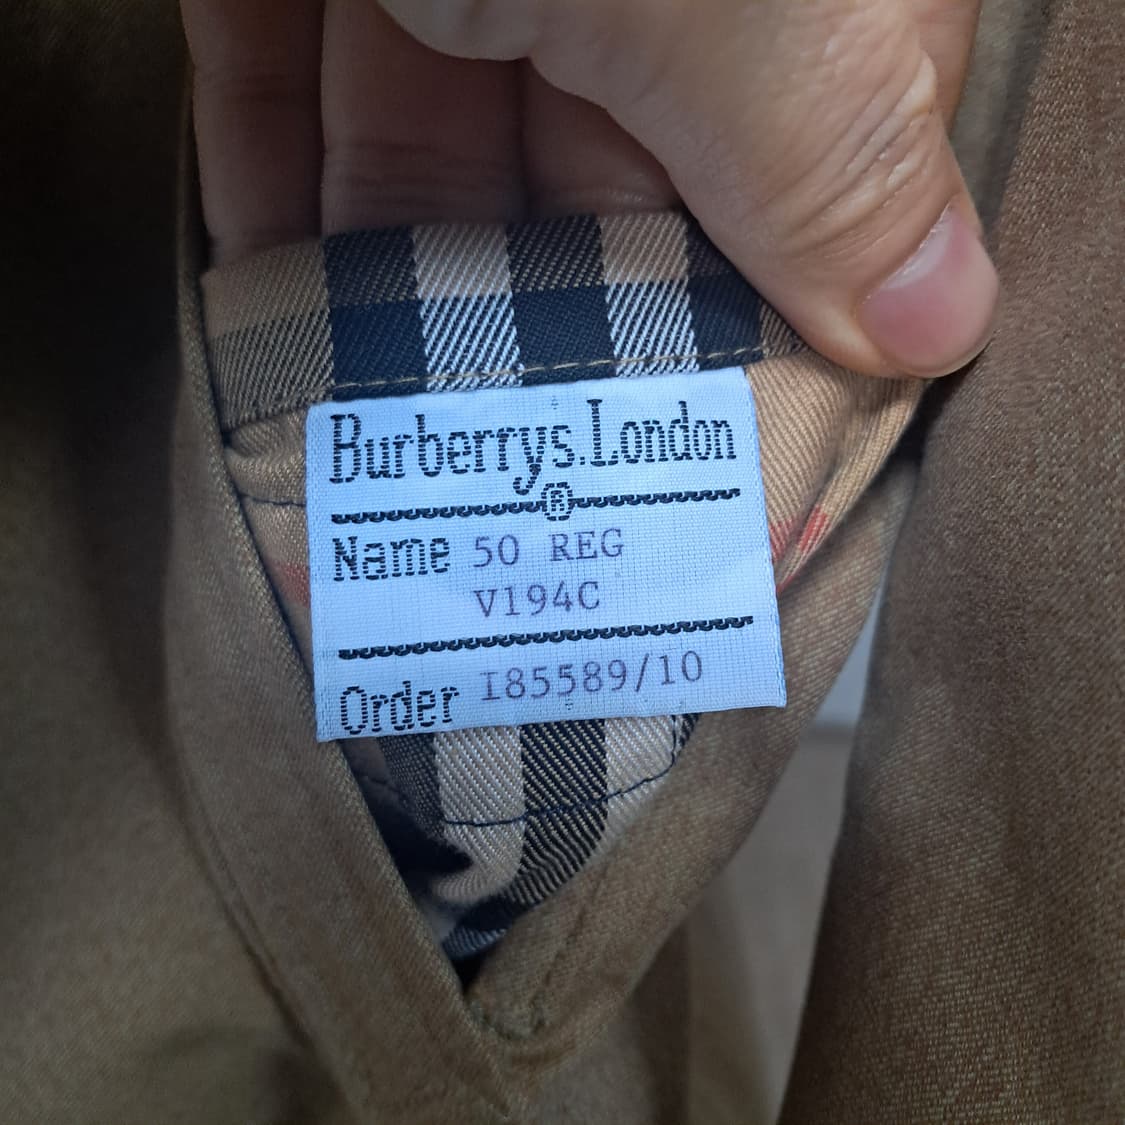 Burberrys. London
®
Name 50 REG
V194C
Order I85589/10